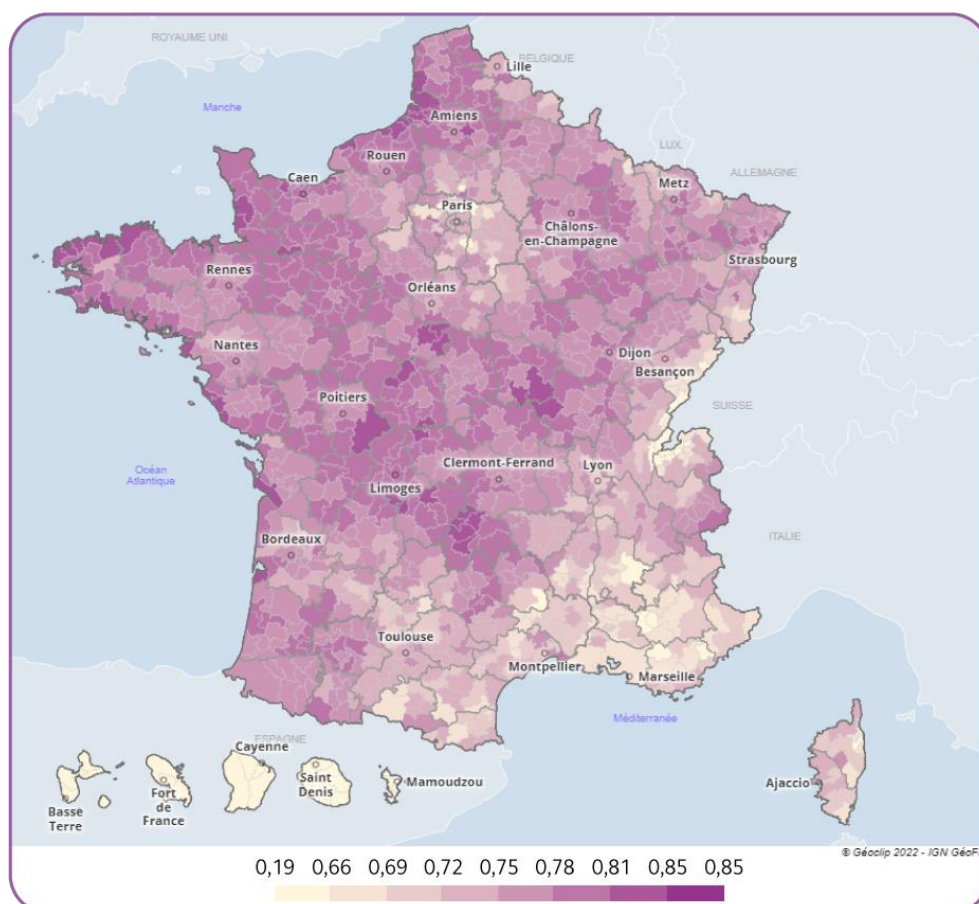 ROYAUME UNI
BELGIQUE
Lille
Manche
Amiens
LUX.
Rouen
Caen
Metz
ALLEMAGNE
Paris
Châlons-
en-Champagne
Strasbourg
Rennes
Orléans
Nantes
Dijon
Besançon
Poitiers
SUISSE
Océan
Atlantique
Clermont-Ferrand
Lyon
Limoges
Bordeaux
ITALIE
Toulouse
Montpellier
Marseille
Méditerranée
ESPAGNE
Cayenne
Saint
Denis
Mamoudzou
Ajaccio
Basse
Terre
Fort
de
France
© Géoclip 2022 - IGN GéoF
0,19 0,66 0,69 0,72 0,75 0,78 0,81 0,85 0,85